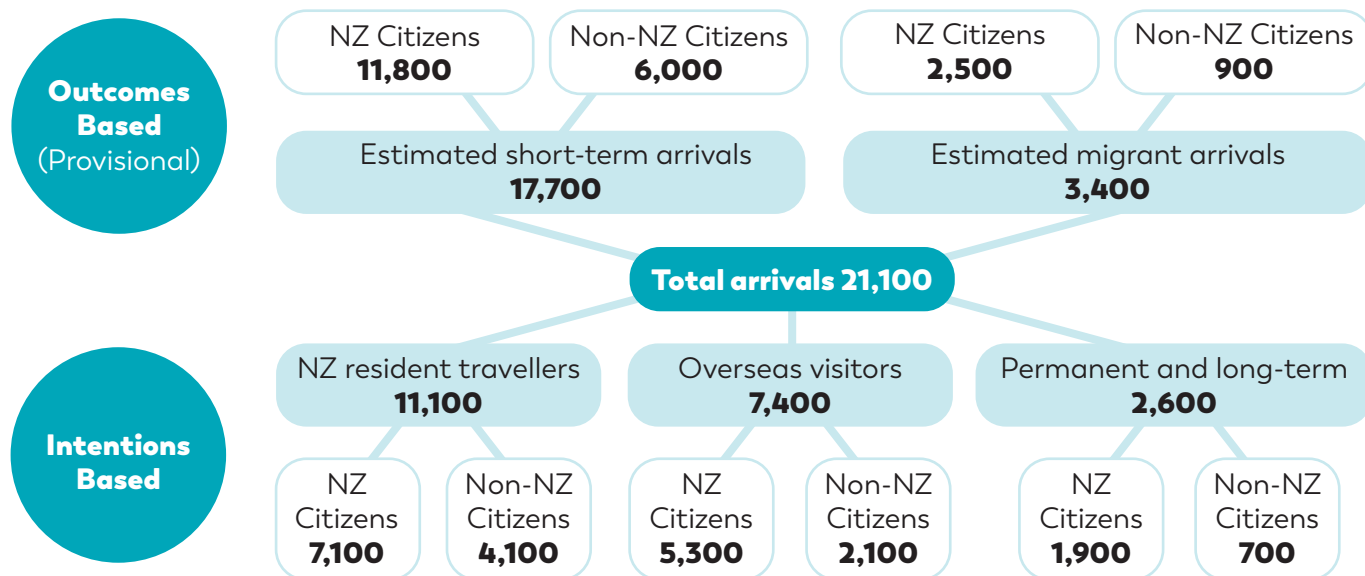 Outcomes
Based
(Provisional)
NZ Citizens
11,800
Non-NZ Citizens
6,000
NZ Citizens
2,500
Non-NZ Citizens
900
Estimated short-term arrivals
17,700
Estimated migrant arrivals
3,400
Total arrivals 21,100
Intentions
Based
NZ resident travellers
11,100
Overseas visitors
7,400
Permanent and long-term
2,600
NZ
Citizens
7,100
Non-NZ
Citizens
4,100
NZ
Citizens
5,300
Non-NZ
Citizens
2,100
NZ
Citizens
1,900
Non-NZ
Citizens
700